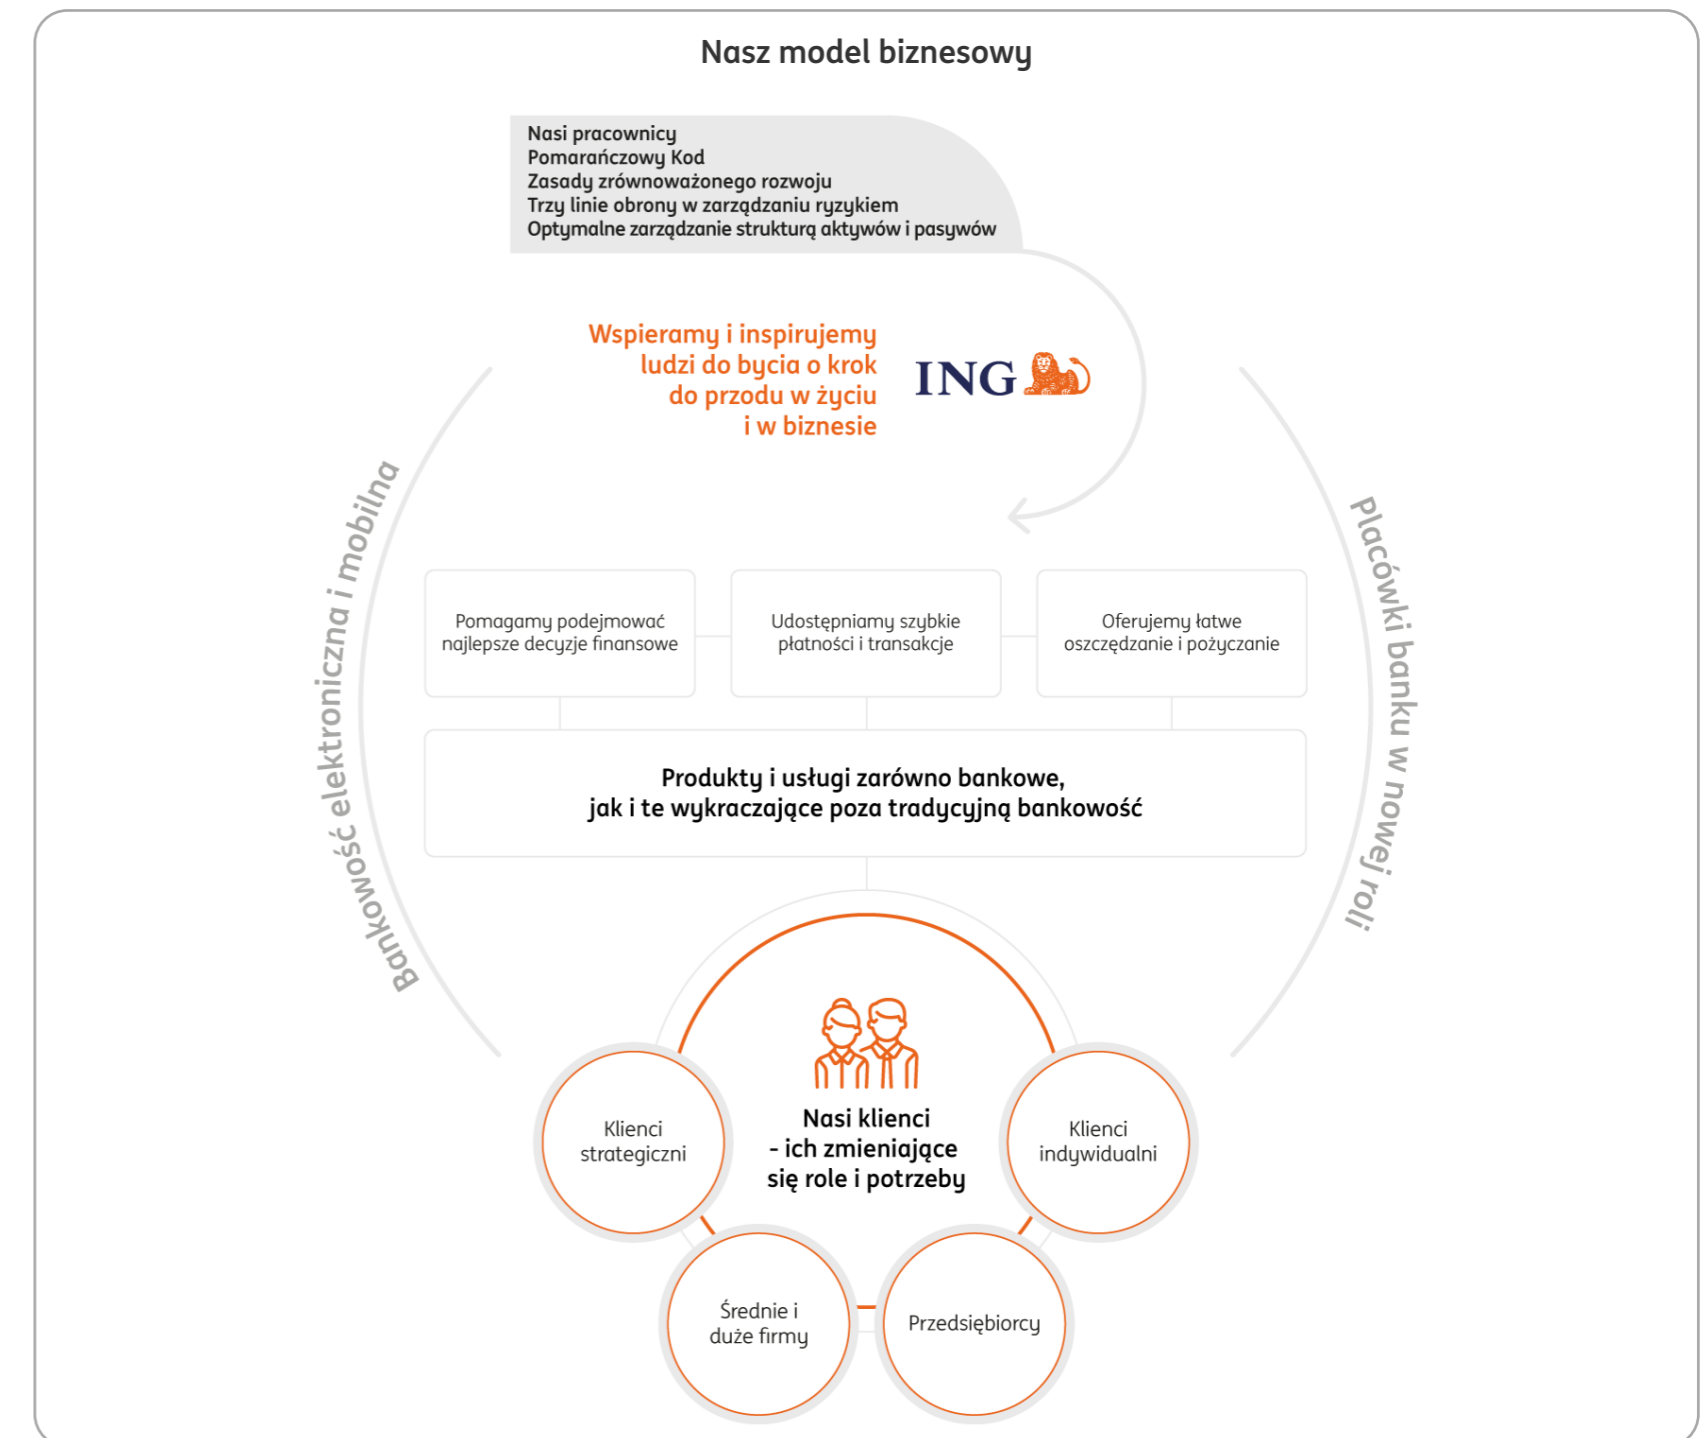 Nasz model biznesowy
Nasi pracownicy
Pomarańczowy Kod
Zasady zrównoważonego rozwoju
Trzy linie obrony w zarządzaniu ryzykiem
Optymalne zarządzanie strukturą aktywów i pasywów
Wspieramy i inspirujemy
ludzi do bycia o krok
do przodu w życiu
i w biznesie
ING
Bankowość elektroniczna i mobilna
Placówki banku w nowej roli
Pomagamy podejmować
najlepsze decyzje finansowe
Udostępniamy szybkie
płatności i transakcje
Oferujemy łatwe
oszczędzanie i pożyczanie
Produkty i usługi zarówno bankowe,
jak i te wykraczające poza tradycyjną bankowość
Nasi klienci
- ich zmieniające
się role i potrzeby
Klienci
strategiczni
Klienci
indywidualni
Średnie i
duże firmy
Przedsiębiorcy